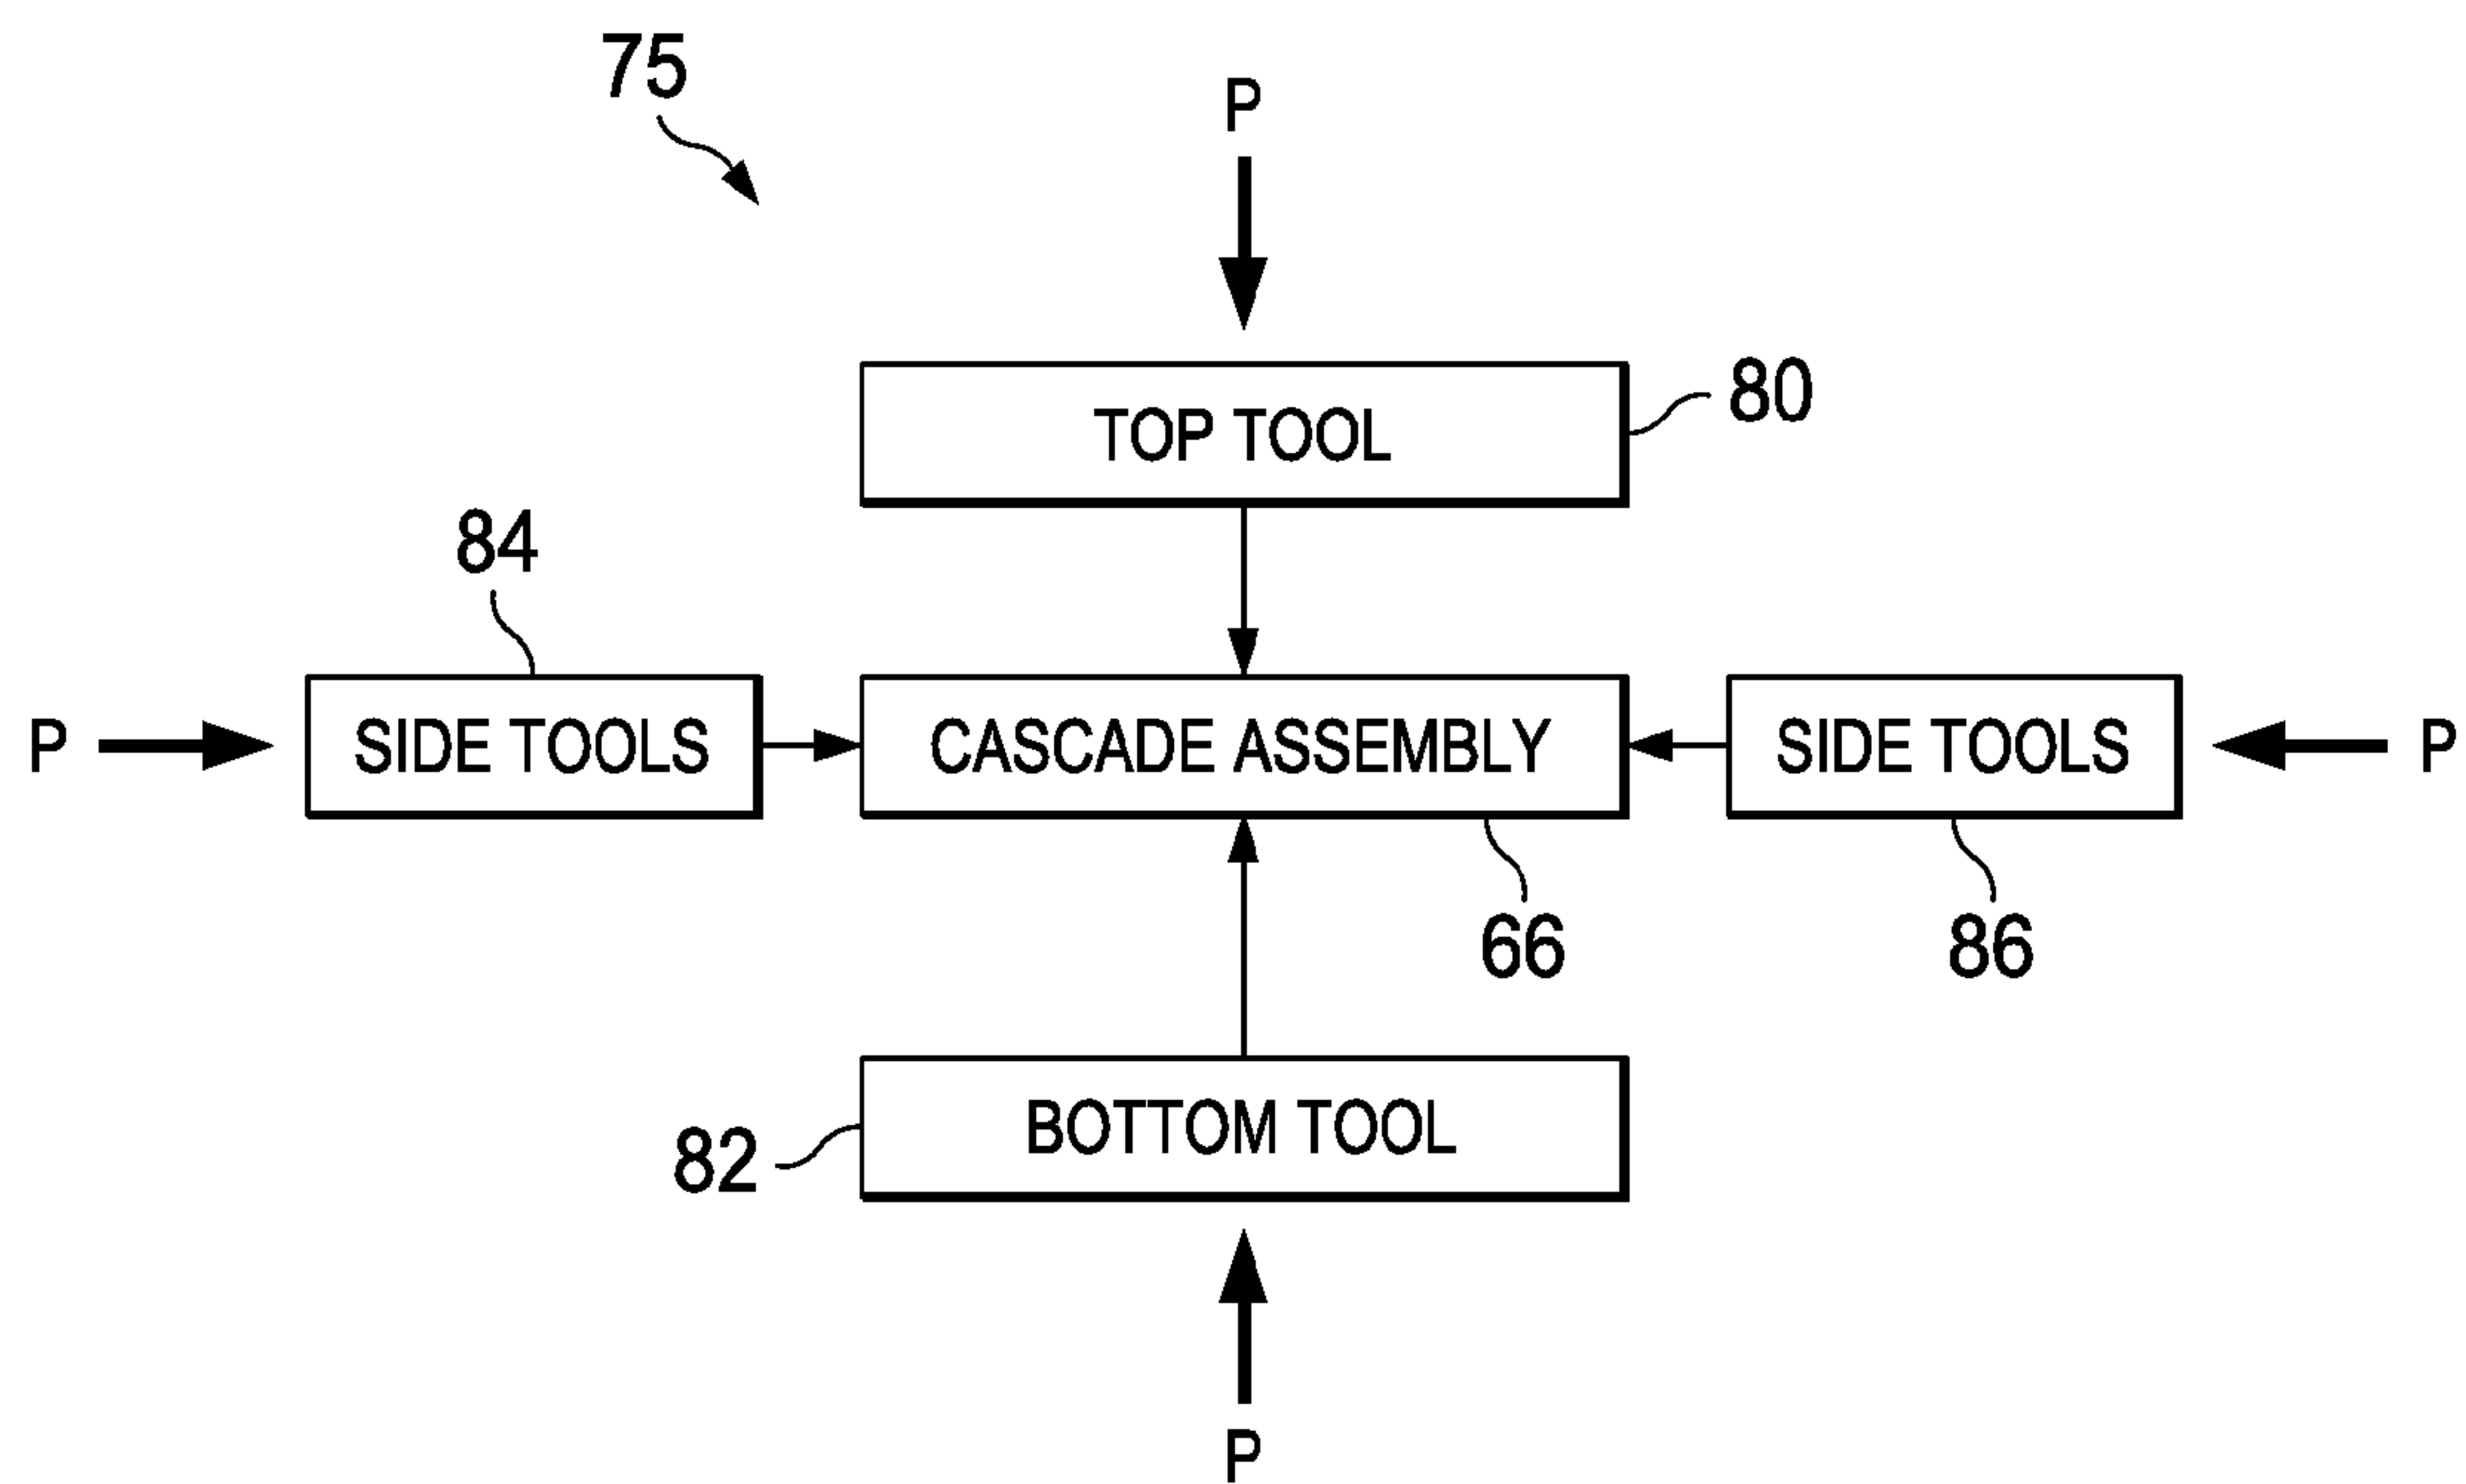 75
P
TOP TOOL
80
84
P
SIDE TOOLS
CASCADE ASSEMBLY
SIDE TOOLS
P
66
86
BOTTOM TOOL
82
P